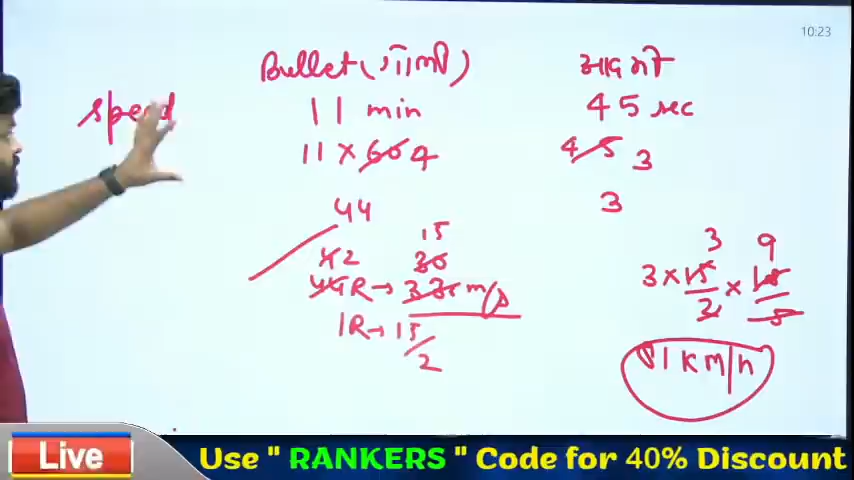 10:23
Bullet (गोली) आदमी
speed 11 min 45 sec
11 × 60 4 45 3
44 3
15 3 9
42 30 3 × 15/2 × 18/5
44R → 330 m/s
1R → 15/2
81 km/h
Live Use " RANKERS " Code for 40% Discount